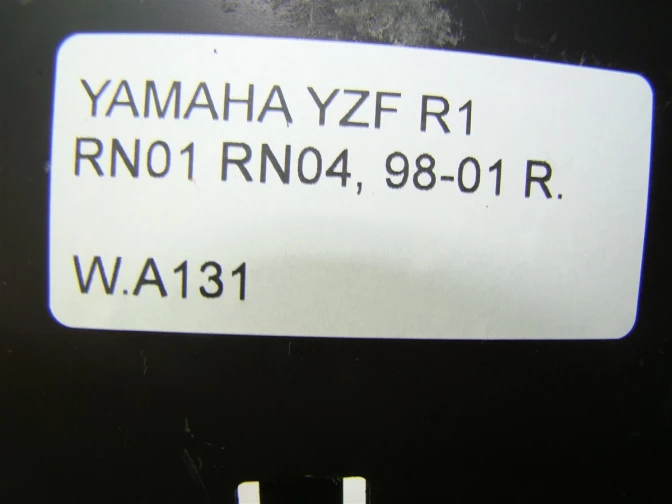 YAMAHA YZF R1
RN01 RN04, 98-01 R.
W.A131